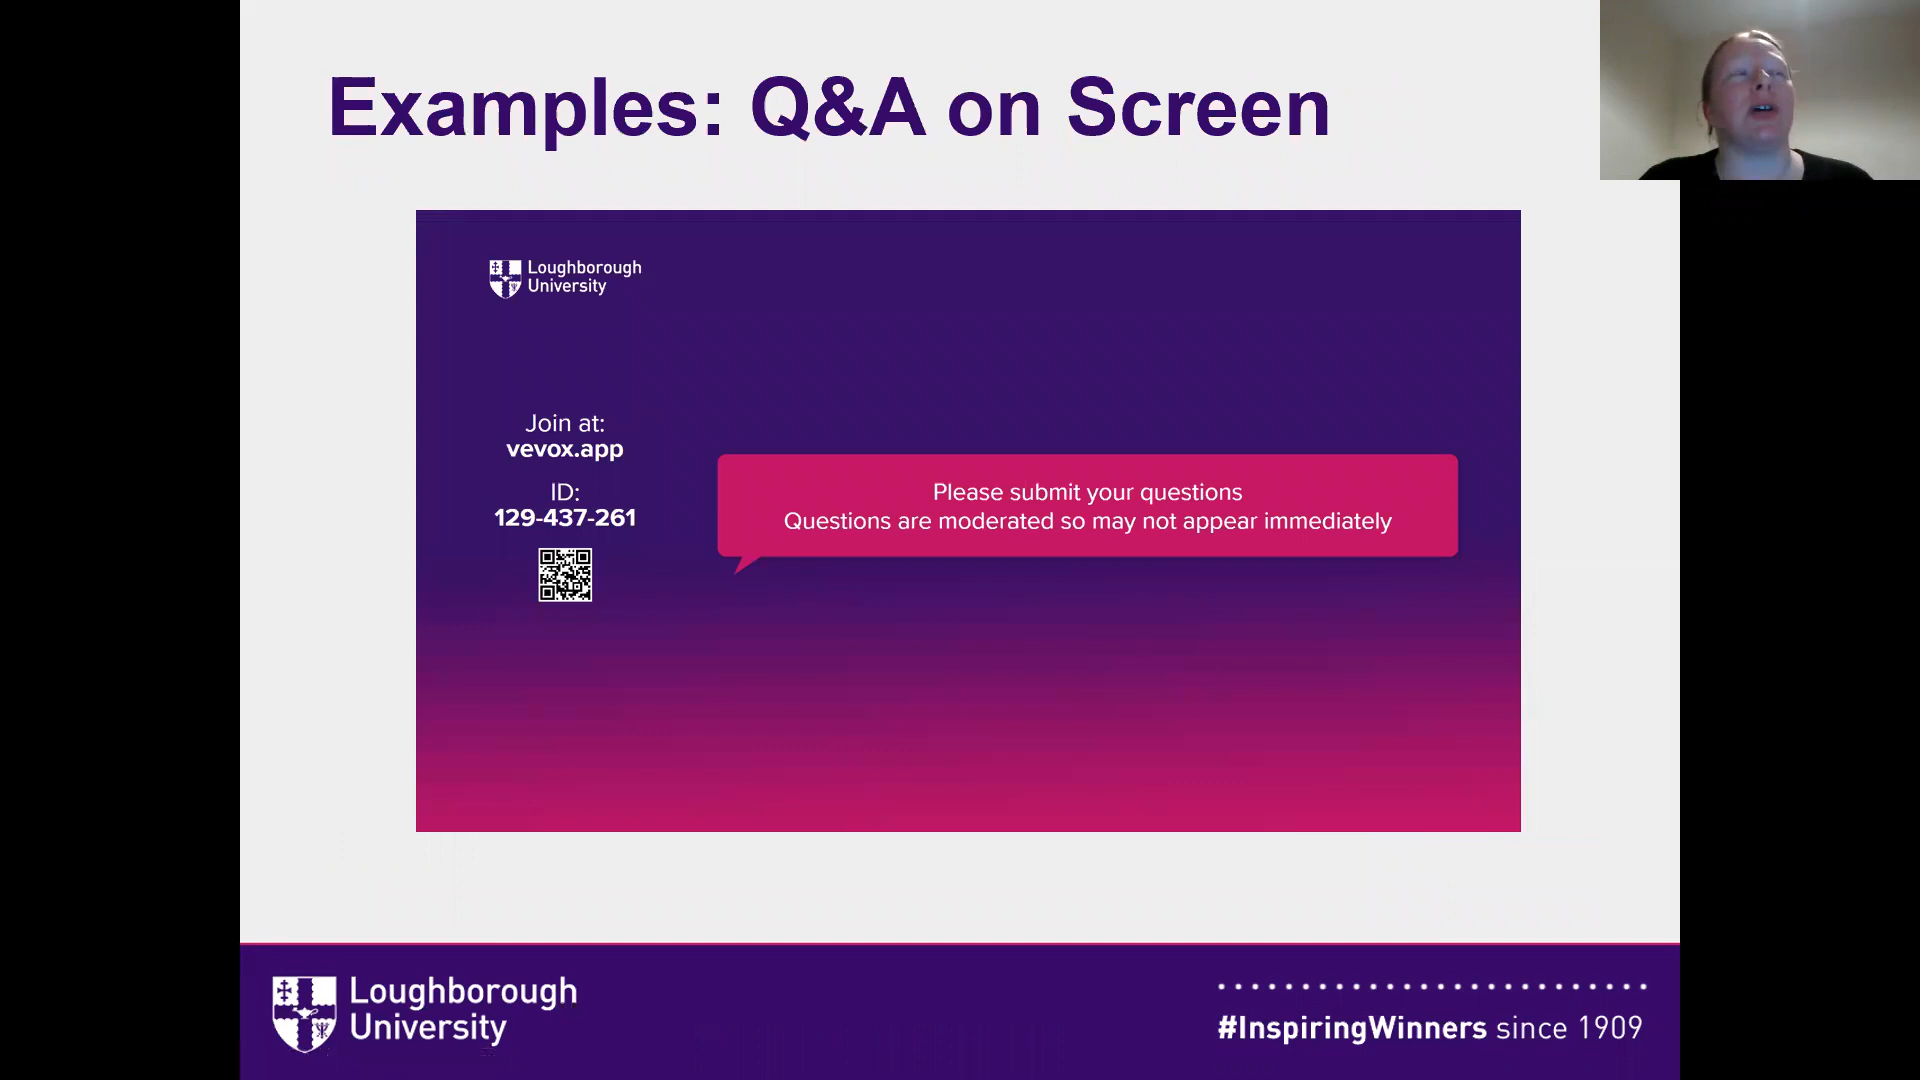 Examples: Q&A on Screen
Loughborough
University
Join at:
vevox.app
ID:
129-437-261
Please submit your questions
Questions are moderated so may not appear immediately
Loughborough
University
#InspiringWinners since 1909